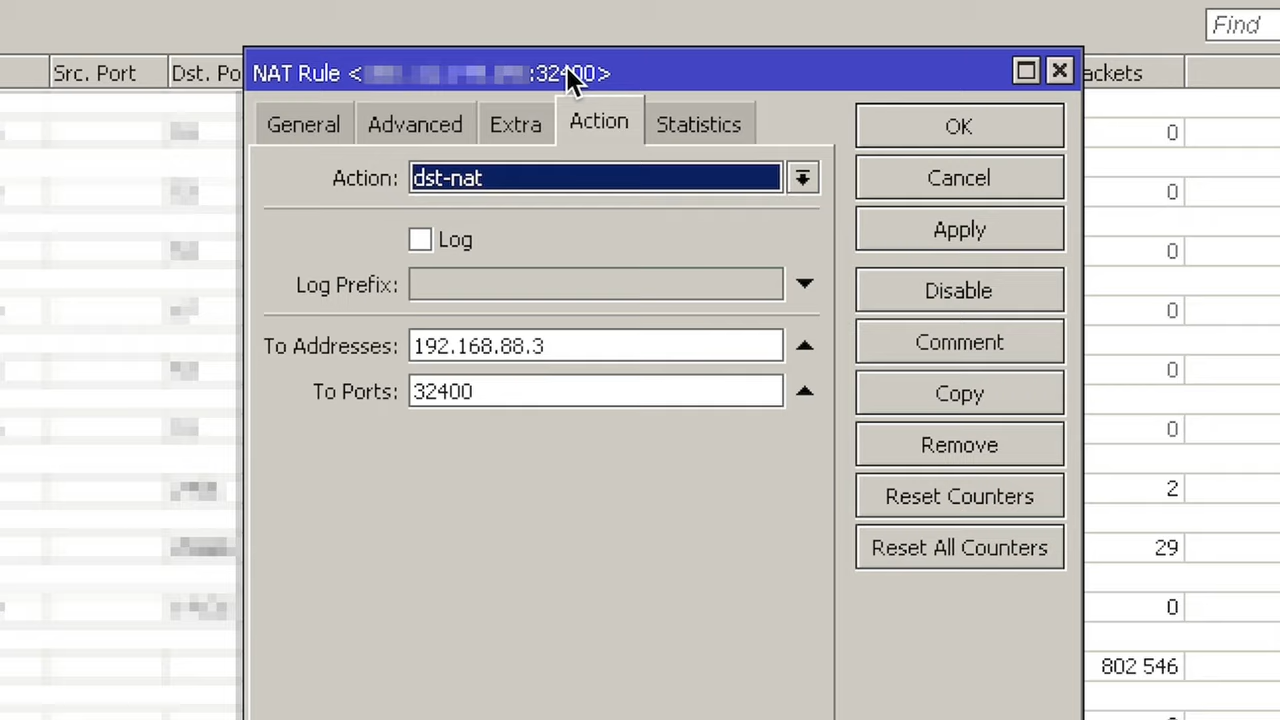 Find
Src. Port
Dst. Po
ackets
NAT Rule < :32400>
General
Advanced
Extra
Action
Statistics
Action:
dst-nat
Log
Log Prefix:
To Addresses:
192.168.88.3
To Ports:
32400
OK
Cancel
Apply
Disable
Comment
Copy
Remove
Reset Counters
Reset All Counters
0
0
0
0
0
0
2
29
0
802 546